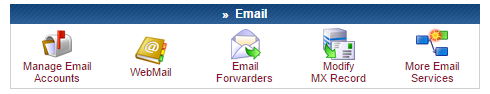 » Email
Manage Email
Accounts
WebMail
Email
Forwarders
Modify
MX Record
More Email
Services